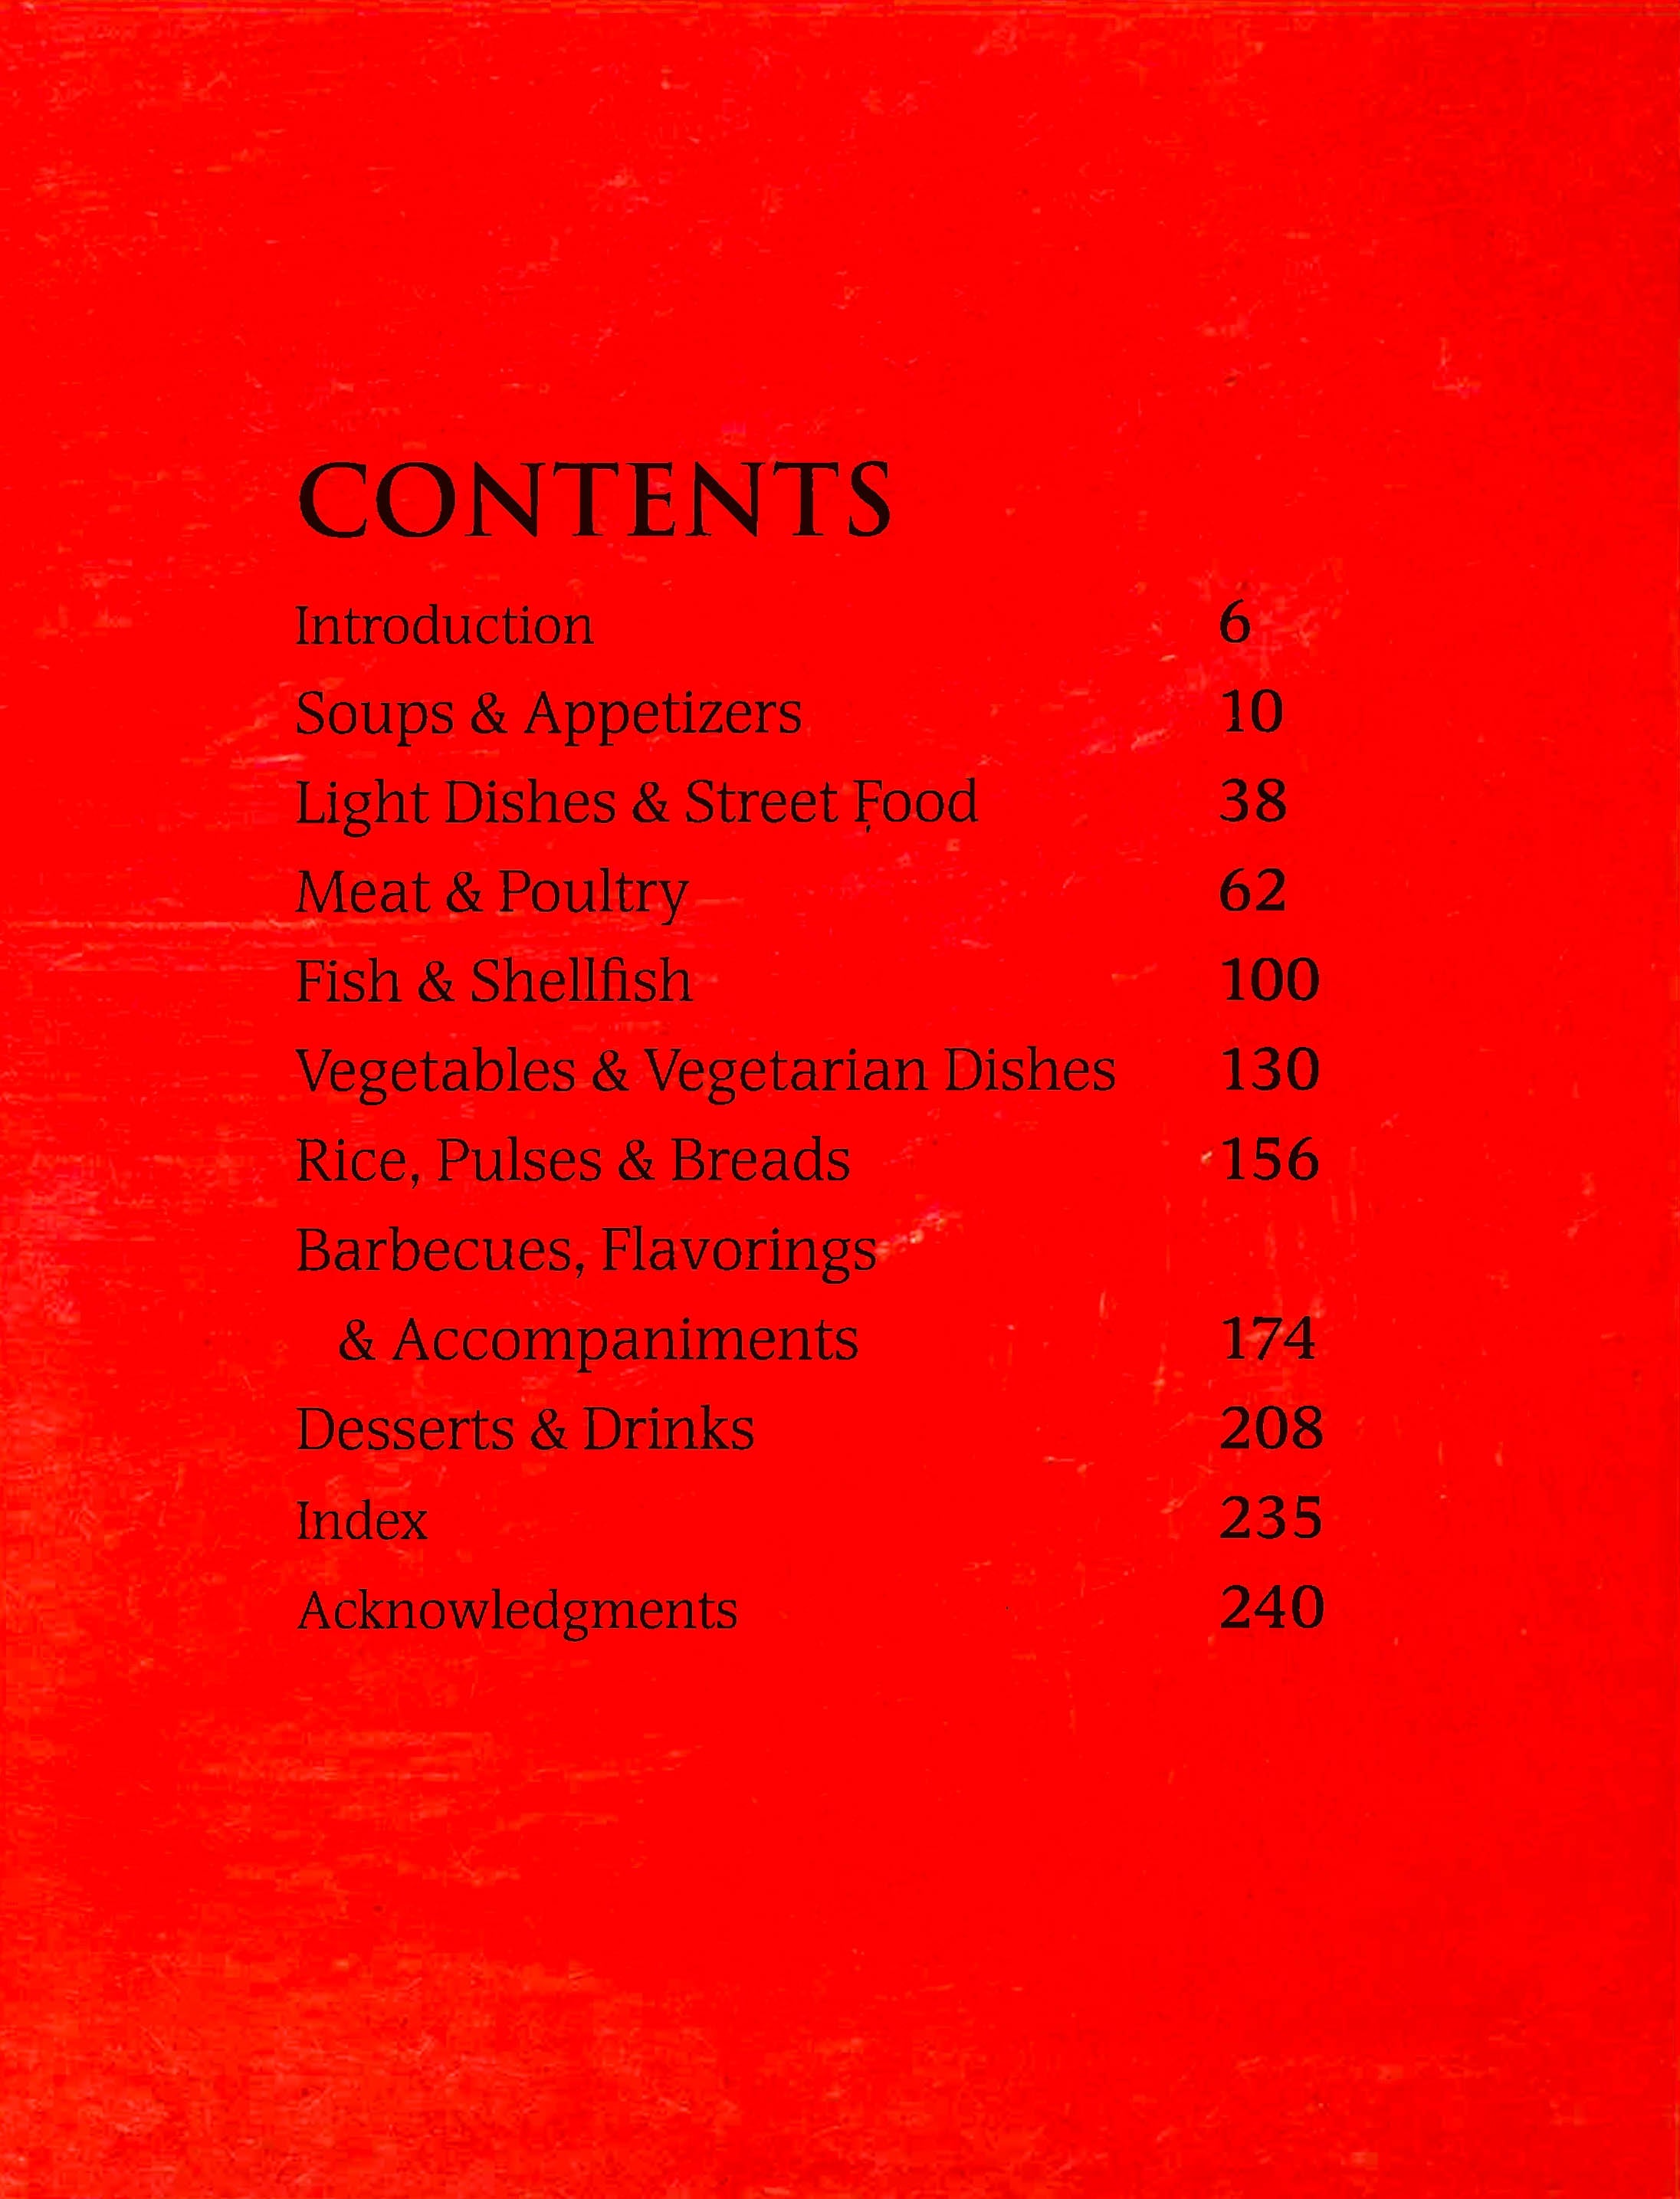 CONTENTS
Introduction 6
Soups & Appetizers 10
Light Dishes & Street Food 38
Meat & Poultry 62
Fish & Shellfish 100
Vegetables & Vegetarian Dishes 130
Rice, Pulses & Breads 156
Barbecues, Flavorings
& Accompaniments 174
Desserts & Drinks 208
Index 235
Acknowledgments 240